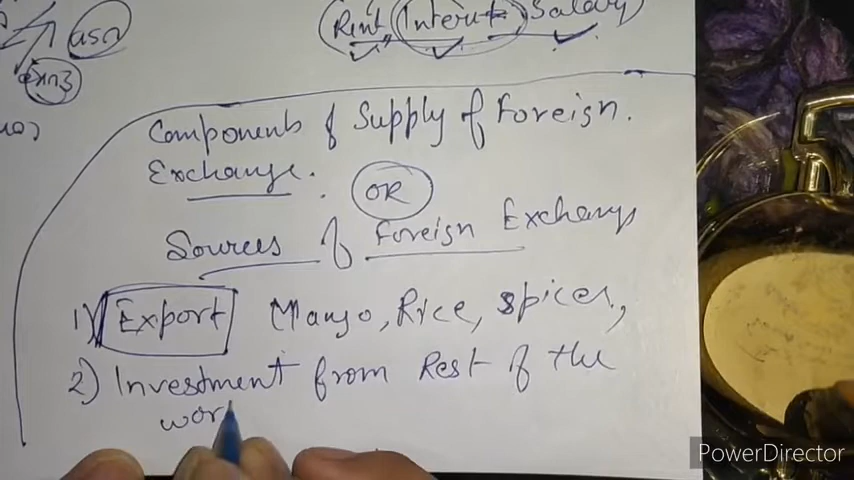 Rent, Interest Salary
Components of Supply of Foreign.
Exchange.
OR
Sources of Foreign Exchange
1) Export Mango, Rice, Spices,
2) Investment from Rest of the
wor
PowerDirector